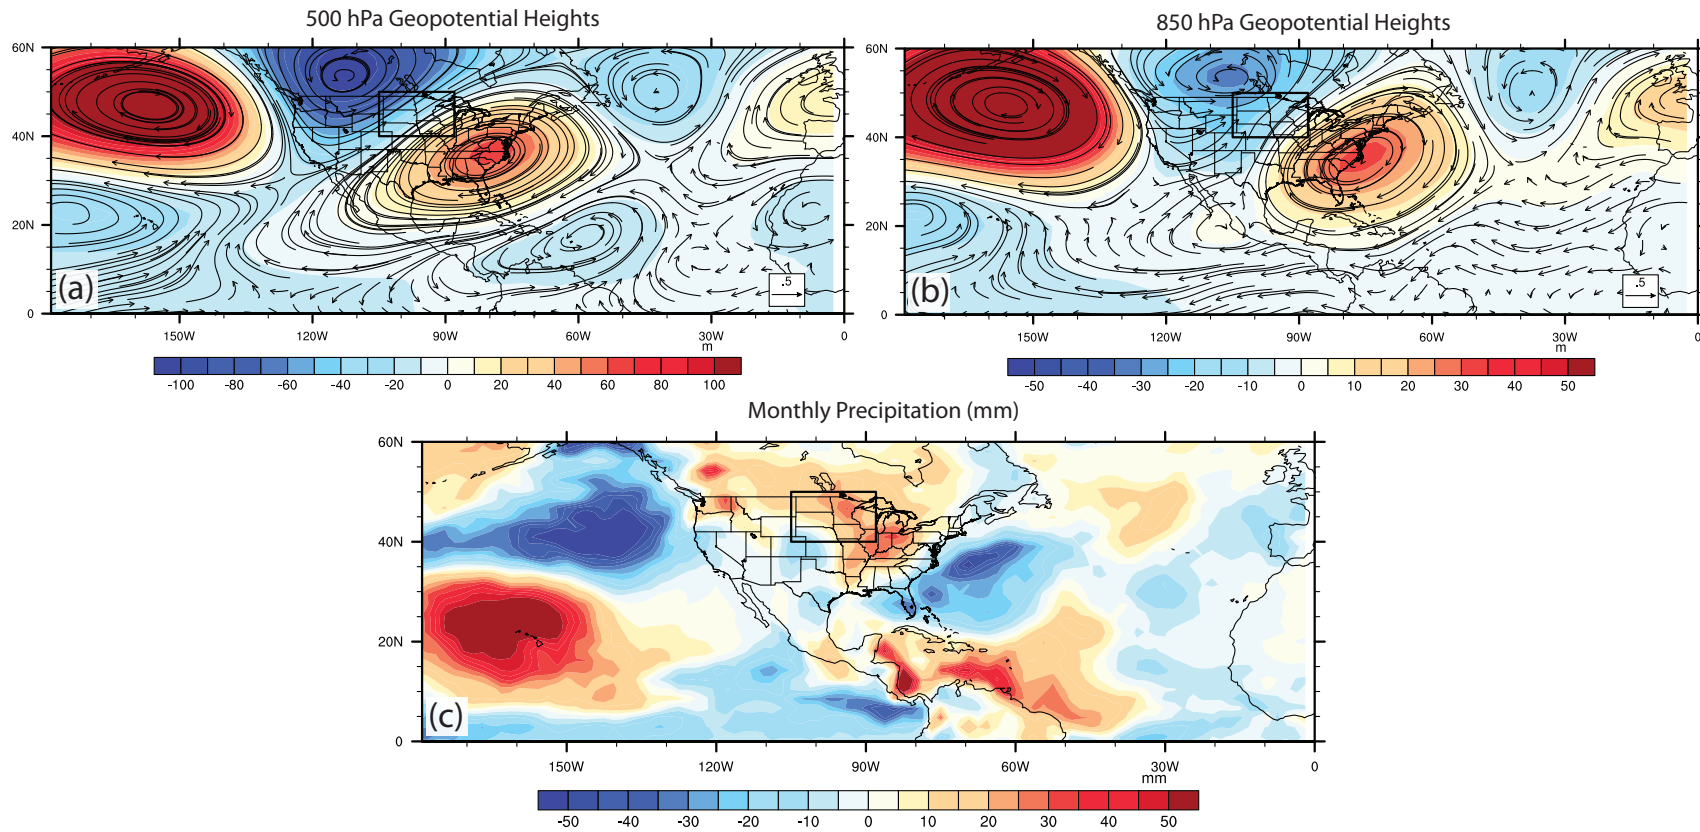 500 hPa Geopotential Heights
850 hPa Geopotential Heights
60N
40N
20N
0
(a)
.5
150W
120W
90W
60W
30W
0
m
60N
40N
20N
0
(b)
.5
150W
120W
90W
60W
30W
0
m
-100 -80 -60 -40 -20 0 20 40 60 80 100
-50 -40 -30 -20 -10 0 10 20 30 40 50
Monthly Precipitation (mm)
60N
40N
20N
0
(c)
150W
120W
90W
60W
30W
0
mm
-50 -40 -30 -20 -10 0 10 20 30 40 50